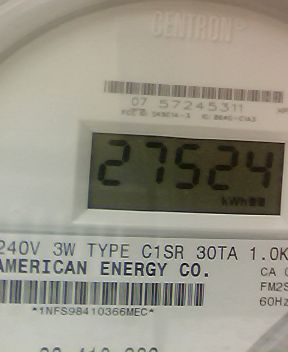 CENTRON®
07 57245311
27524
kWh
240V 3W TYPE C1SR 30TA 1.0K
AMERICAN ENERGY CO.
CA
FM2S
60Hz
*1NFS98410366MEC*